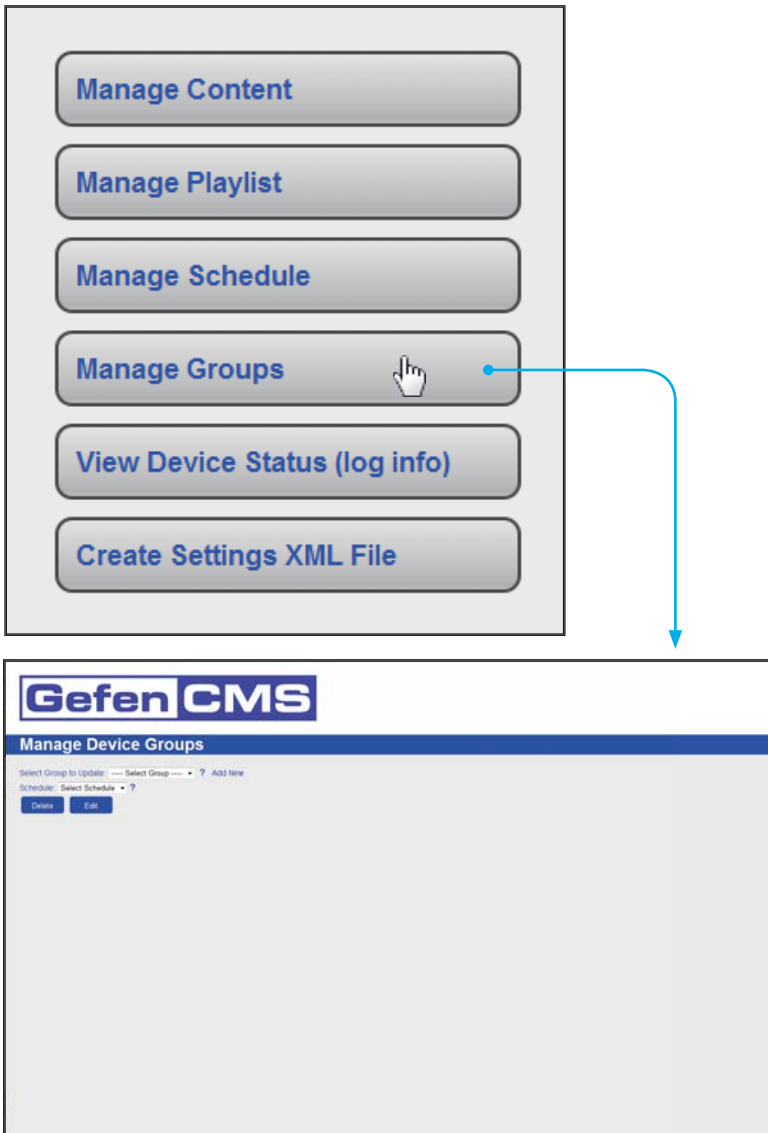 Manage Content
Manage Playlist
Manage Schedule
Manage Groups
View Device Status (log info)
Create Settings XML File
Gefen CMS
Manage Device Groups
Select Group to Update: ---- Select Group ---- ? Add New
Schedule: Select Schedule ?
Delete Edit